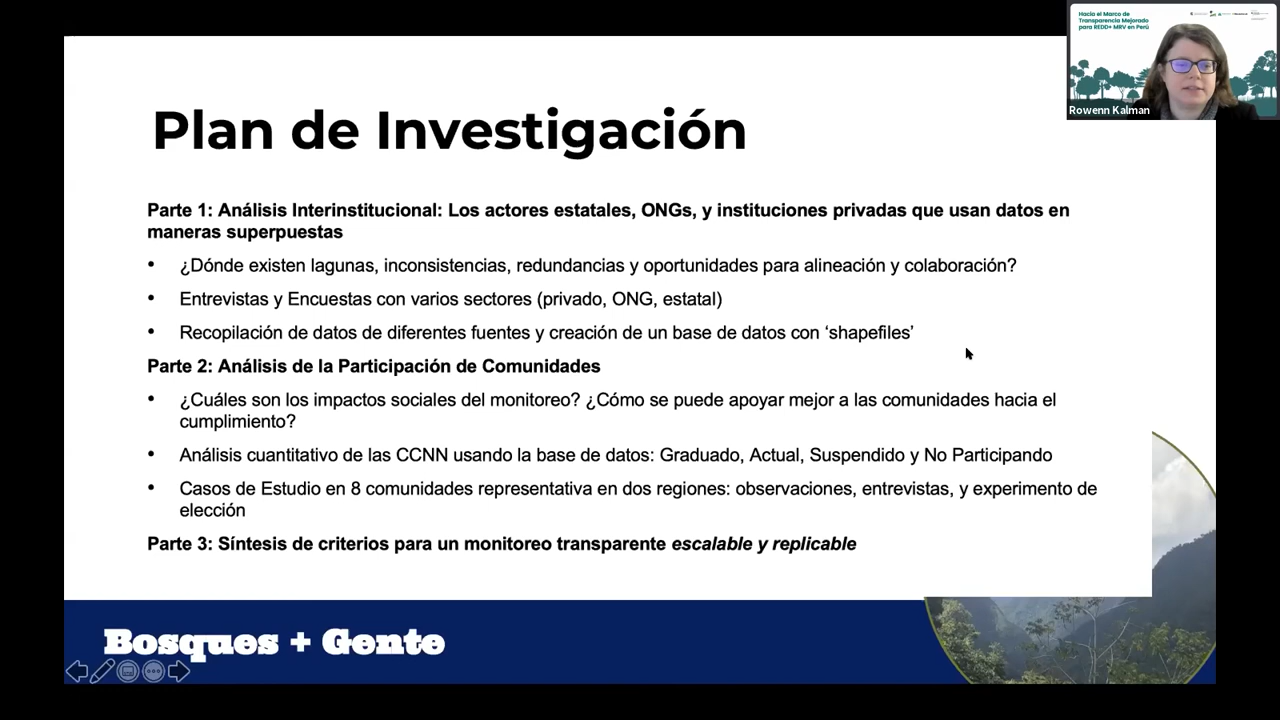 Hacia el Marco de
Transparencia Mejorado
para REDD+ MRV en Perú
Rowenn Kalman
Plan de Investigación
Parte 1: Análisis Interinstitucional: Los actores estatales, ONGs, y instituciones privadas que usan datos en
maneras superpuestas
• ¿Dónde existen lagunas, inconsistencias, redundancias y oportunidades para alineación y colaboración?
• Entrevistas y Encuestas con varios sectores (privado, ONG, estatal)
• Recopilación de datos de diferentes fuentes y creación de un base de datos con ‘shapefiles’
Parte 2: Análisis de la Participación de Comunidades
• ¿Cuáles son los impactos sociales del monitoreo? ¿Cómo se puede apoyar mejor a las comunidades hacia el
cumplimiento?
• Análisis cuantitativo de las CCNN usando la base de datos: Graduado, Actual, Suspendido y No Participando
• Casos de Estudio en 8 comunidades representativa en dos regiones: observaciones, entrevistas, y experimento de
elección
Parte 3: Síntesis de criterios para un monitoreo transparente escalable y replicable
Bosques + Gente